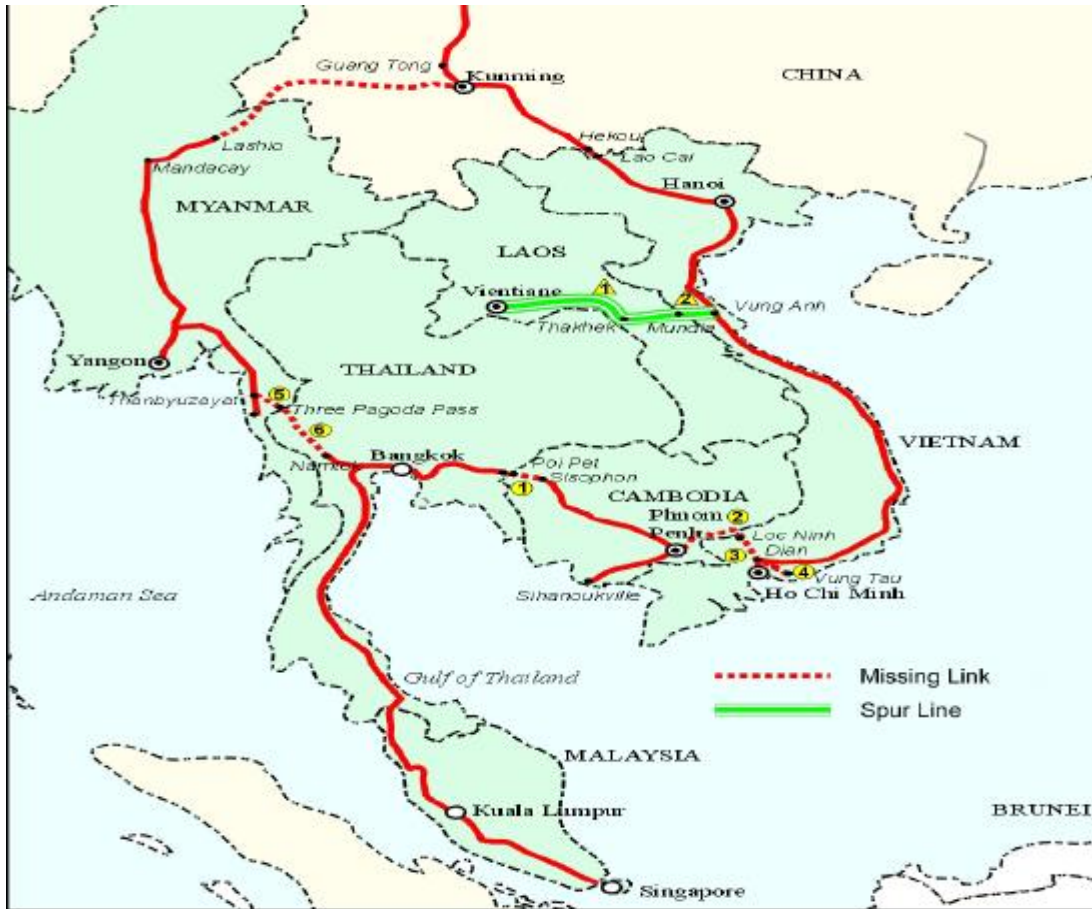 Guang Tong
Kunming
CHINA
Hekou
Lao Cai
Lashio
Mandacay
Hanoi
MYANMAR
LAOS
1
Vientiane
2
Vung Anh
Thakhek
Mundia
Yangon
THAILAND
Thanbyuzayat
5
Three Pagoda Pass
6
Namtok
Bangkok
VIETNAM
Poi Pet
Sisophon
1
CAMBODIA
Phnom
Penh
2
Loc Ninh
3
Dian
4
Vung Tau
Ho Chi Minh
Sihanoukville
Andaman Sea
Gulf of Thailand
Missing Link
Spur Line
MALAYSIA
Kuala Lumpur
BRUNEI
Singapore